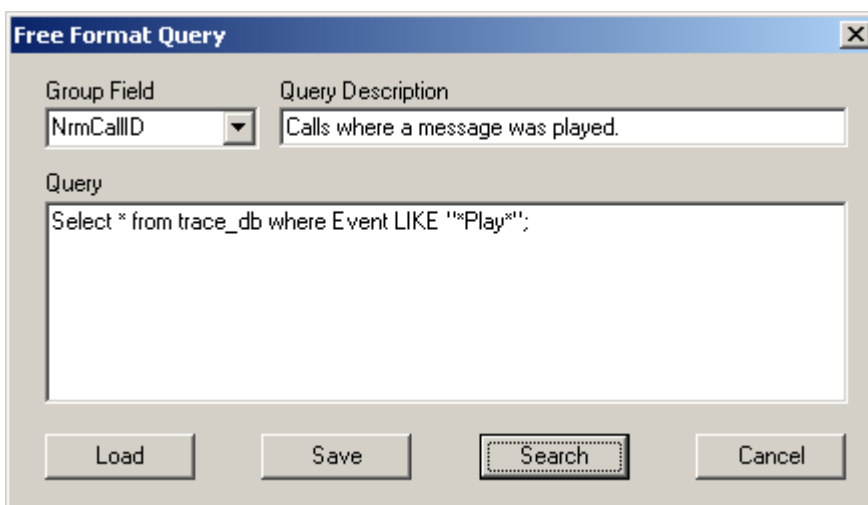 Free Format Query
Group Field Query Description
NrmCallID Calls where a message was played.
Query
Select * from trace_db where Event LIKE "*Play*";
Load Save Search Cancel